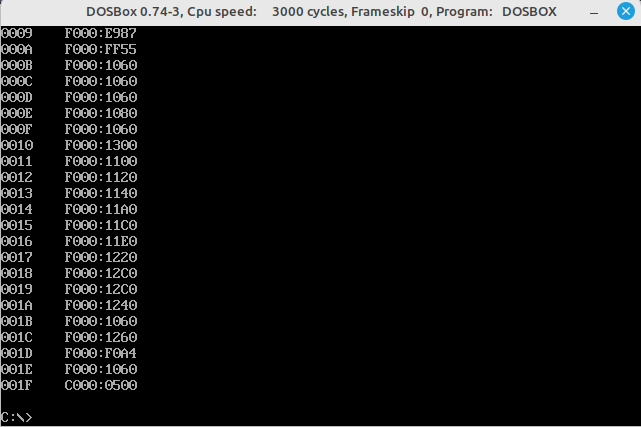 DOSBox 0.74-3, Cpu speed:    3000 cycles, Frameskip  0, Program:   DOSBOX
0009    F000:E987
000A    F000:FF55
000B    F000:1060
000C    F000:1060
000D    F000:1060
000E    F000:1080
000F    F000:1060
0010    F000:1300
0011    F000:1100
0012    F000:1120
0013    F000:1140
0014    F000:11A0
0015    F000:11C0
0016    F000:11E0
0017    F000:1220
0018    F000:12C0
0019    F000:12C0
001A    F000:1240
001B    F000:1060
001C    F000:1260
001D    F000:F0A4
001E    F000:1060
001F    C000:0500
C:\>